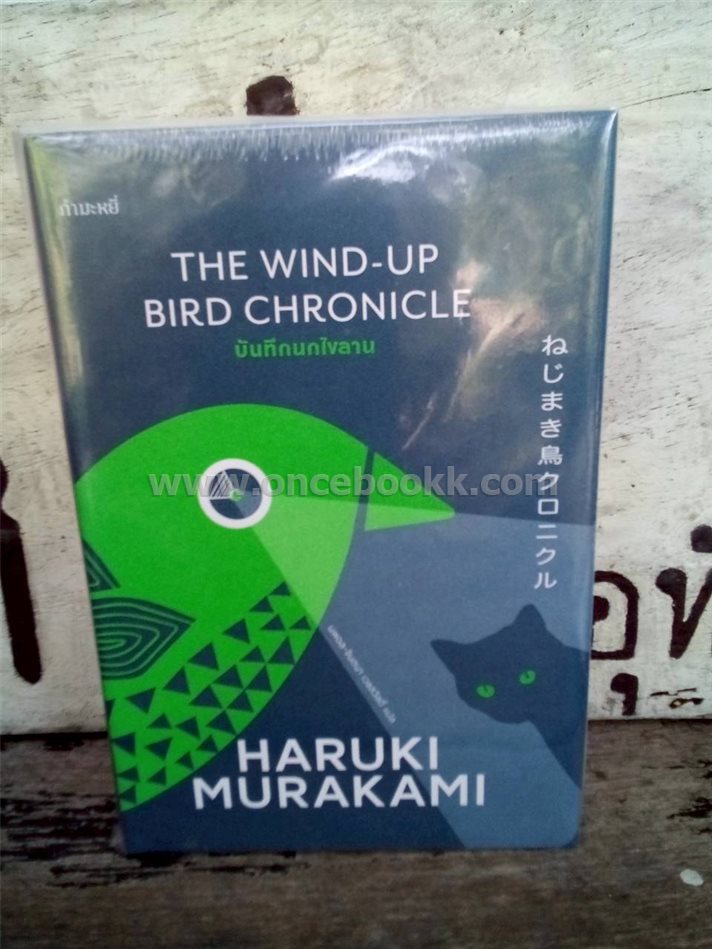 กำมะหยี่
THE WIND-UP
BIRD CHRONICLE
บันทึกนกไขลาน
ねじまき鳥クロニクル
www.oncebookk.com
HARUKI
MURAKAMI